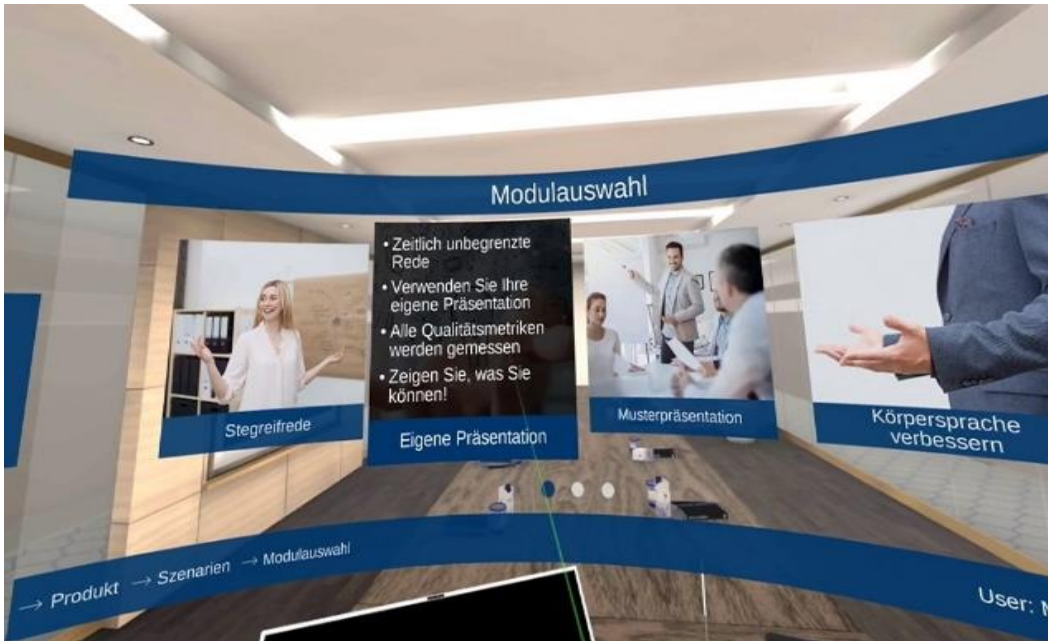 Modulauswahl
• Zeitlich unbegrenzte
Rede
• Verwenden Sie Ihre
eigene Präsentation
• Alle Qualitätsmetriken
werden gemessen
• Zeigen Sie, was Sie
können!
Stegreifrede
Eigene Präsentation
Musterpräsentation
Körpersprache
verbessern
→ Produkt → Szenarien → Modulauswahl
User: